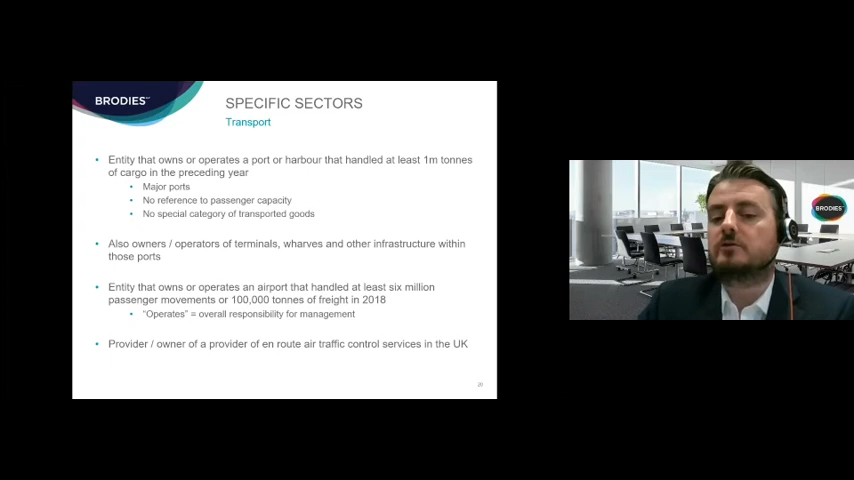 BRODIES LLP
SPECIFIC SECTORS
Transport
• Entity that owns or operates a port or harbour that handled at least 1m tonnes
of cargo in the preceding year
• Major ports
• No reference to passenger capacity
• No special category of transported goods
• Also owners / operators of terminals, wharves and other infrastructure within
those ports
• Entity that owns or operates an airport that handled at least six million
passenger movements or 100,000 tonnes of freight in 2018
• “Operates” = overall responsibility for management
• Provider / owner of a provider of en route air traffic control services in the UK
BRODIES